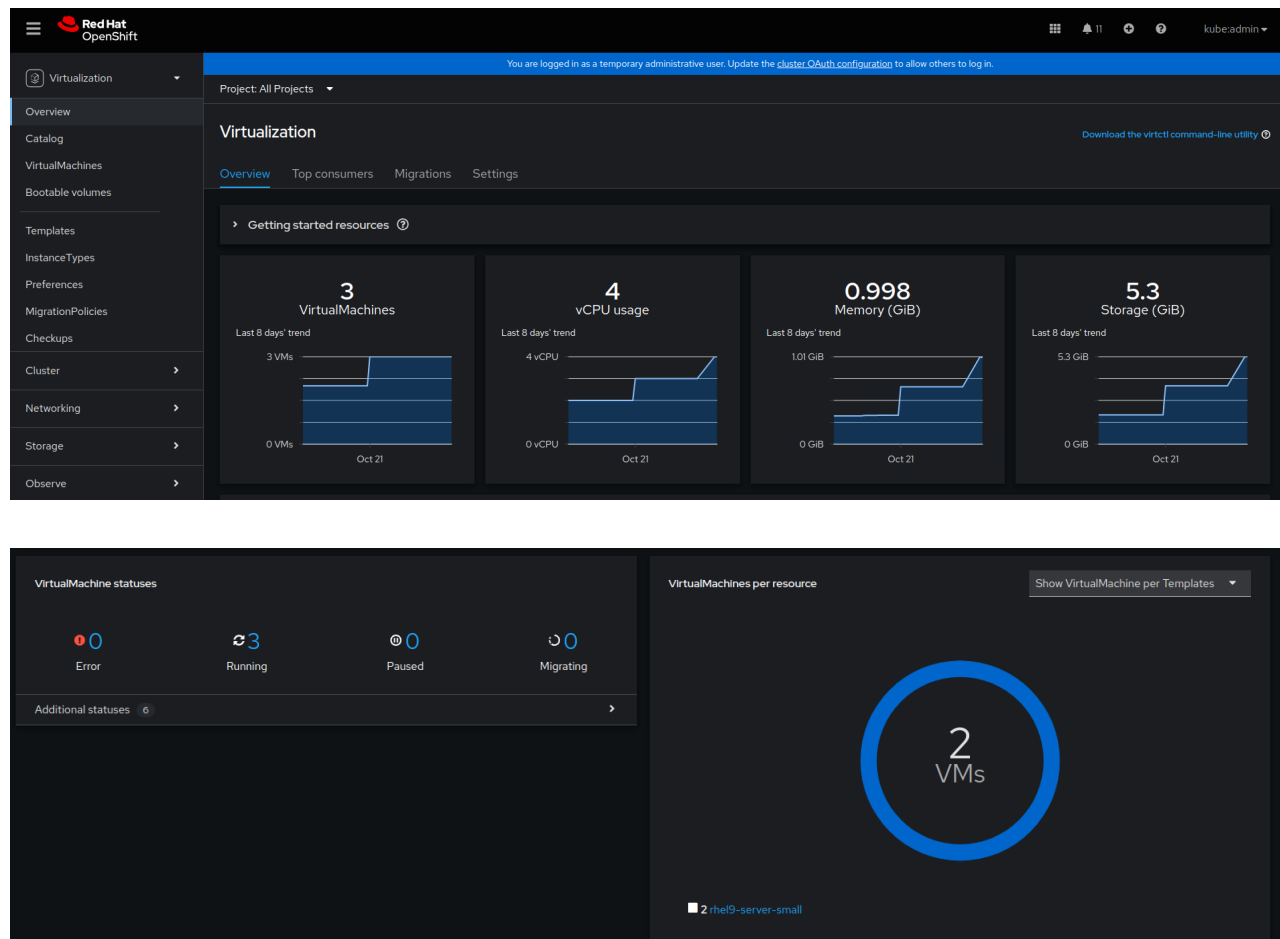 Red Hat
OpenShift
11
kube:admin
Virtualization
You are logged in as a temporary administrative user. Update the cluster OAuth configuration to allow others to log in.
Project: All Projects
Overview
Catalog
VirtualMachines
Bootable volumes
Templates
InstanceTypes
Preferences
MigrationPolicies
Checkups
Cluster
Networking
Storage
Observe
Virtualization
Download the virtctl command-line utility
Overview Top consumers Migrations Settings
Getting started resources
3
VirtualMachines
Last 8 days' trend
3 VMs
0 VMs
Oct 21
4
vCPU usage
Last 8 days' trend
4 vCPU
0 vCPU
Oct 21
0.998
Memory (GiB)
Last 8 days' trend
1.01 GiB
0 GiB
Oct 21
5.3
Storage (GiB)
Last 8 days' trend
5.3 GiB
0 GiB
Oct 21
VirtualMachine statuses
0
Error
3
Running
0
Paused
0
Migrating
Additional statuses 6
VirtualMachines per resource
Show VirtualMachine per Templates
2
VMs
2 rhel9-server-small